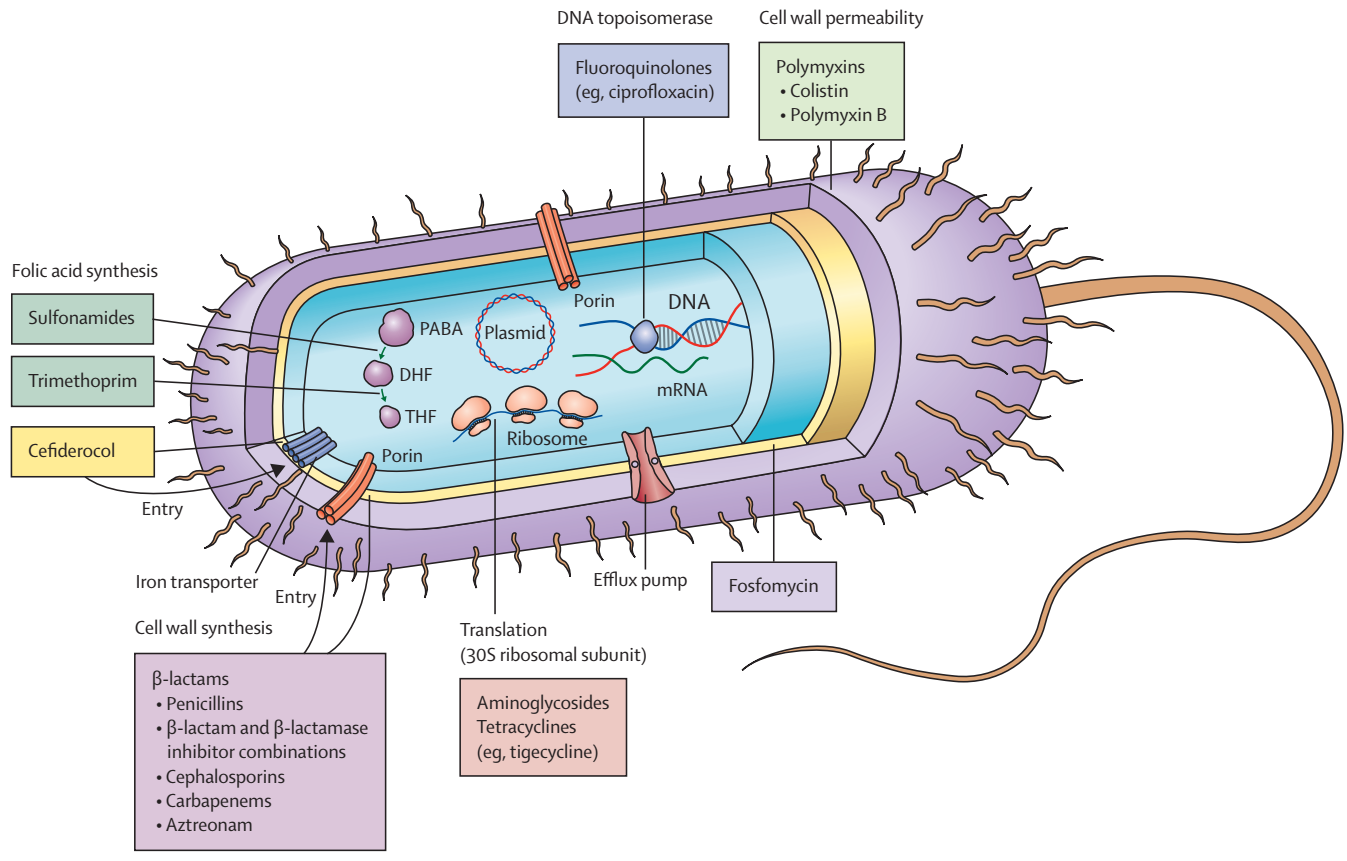 DNA topoisomerase
Fluoroquinolones
(eg, ciprofloxacin)
Cell wall permeability
Polymyxins
• Colistin
• Polymyxin B
Folic acid synthesis
Sulfonamides
Trimethoprim
Cefiderocol
Entry
Iron transporter
Entry
PABA
DHF
THF
Plasmid
Porin
DNA
mRNA
Ribosome
Porin
Efflux pump
Fosfomycin
Cell wall synthesis
β-lactams
• Penicillins
• β-lactam and β-lactamase
inhibitor combinations
• Cephalosporins
• Carbapenems
• Aztreonam
Translation
(30S ribosomal subunit)
Aminoglycosides
Tetracyclines
(eg, tigecycline)